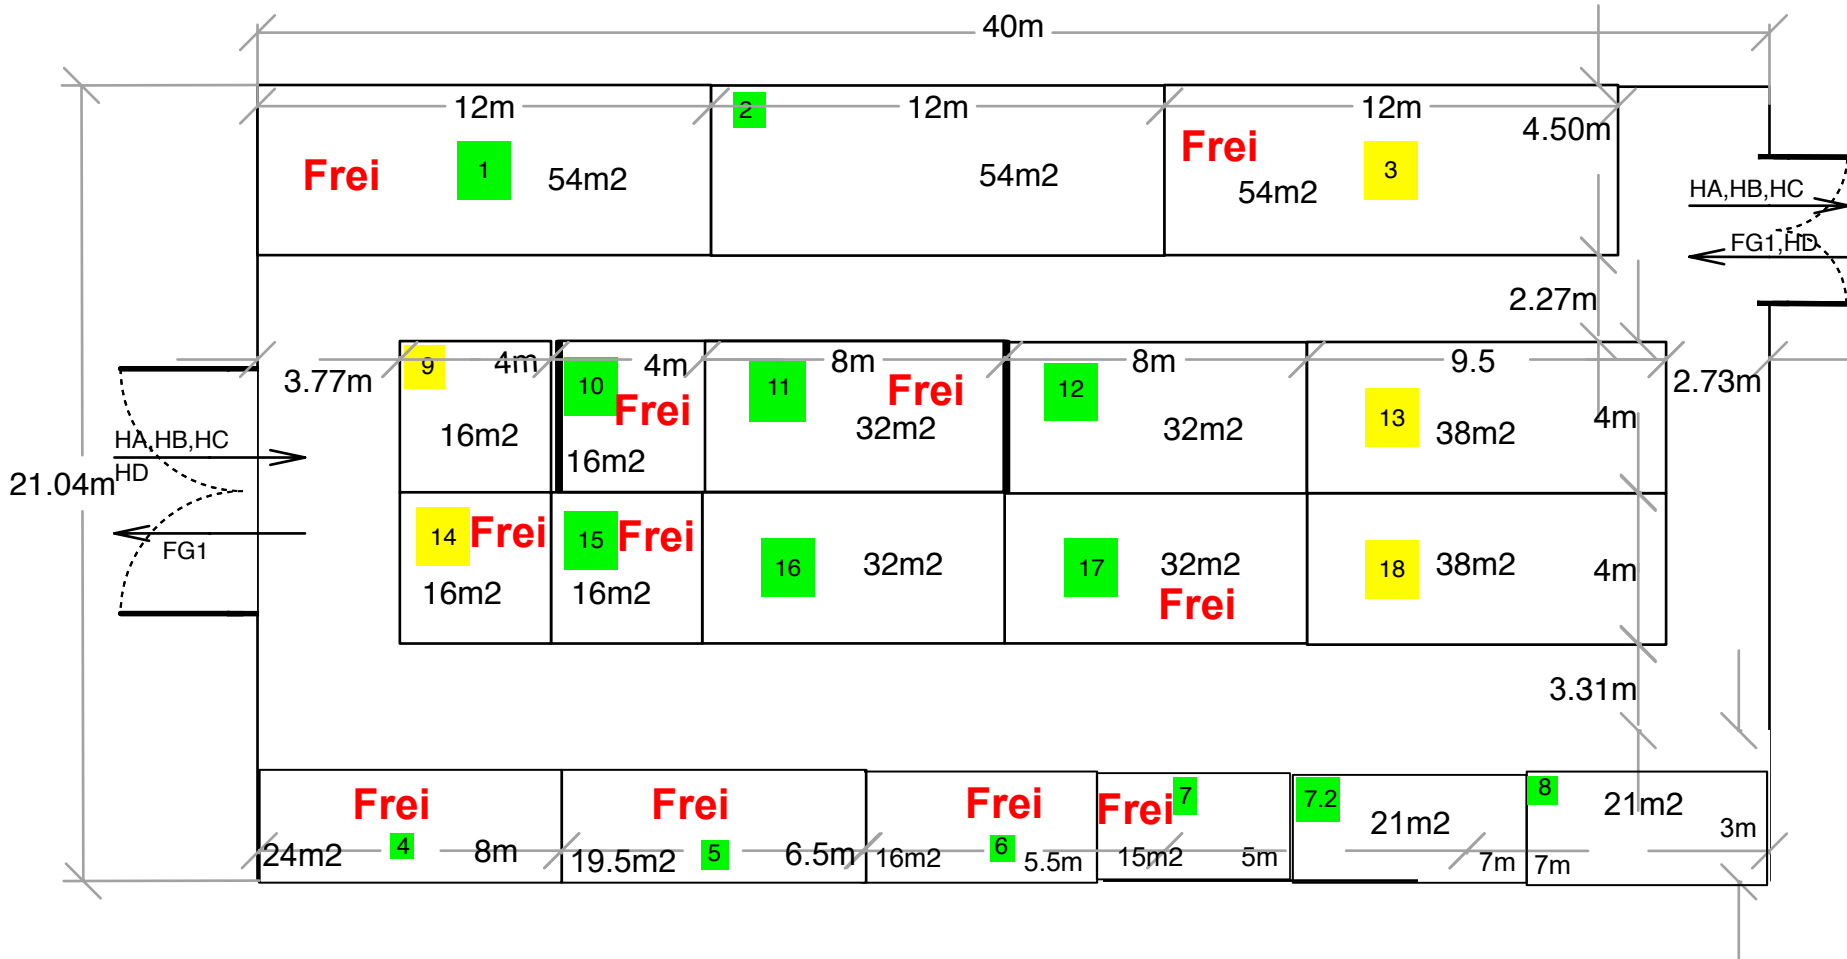 40m
12m
2
12m
12m
4.50m
Frei
1
54m2
54m2
Frei
54m2
3
HA,HB,HC
FG1,HD
2.27m
3.77m
9
4m
16m2
10
4m
Frei
16m2
11
8m
Frei
32m2
12
8m
32m2
9.5
13
38m2
4m
2.73m
HA,HB,HC
HD
21.04m
FG1
14
Frei
16m2
15
Frei
16m2
16
32m2
17
32m2
Frei
18
38m2
4m
3.31m
Frei
24m2
4
8m
Frei
19.5m2
5
6.5m
Frei
16m2
6
5.5m
Frei
7
15m2
5m
7.2
21m2
7m
8
21m2
3m
7m